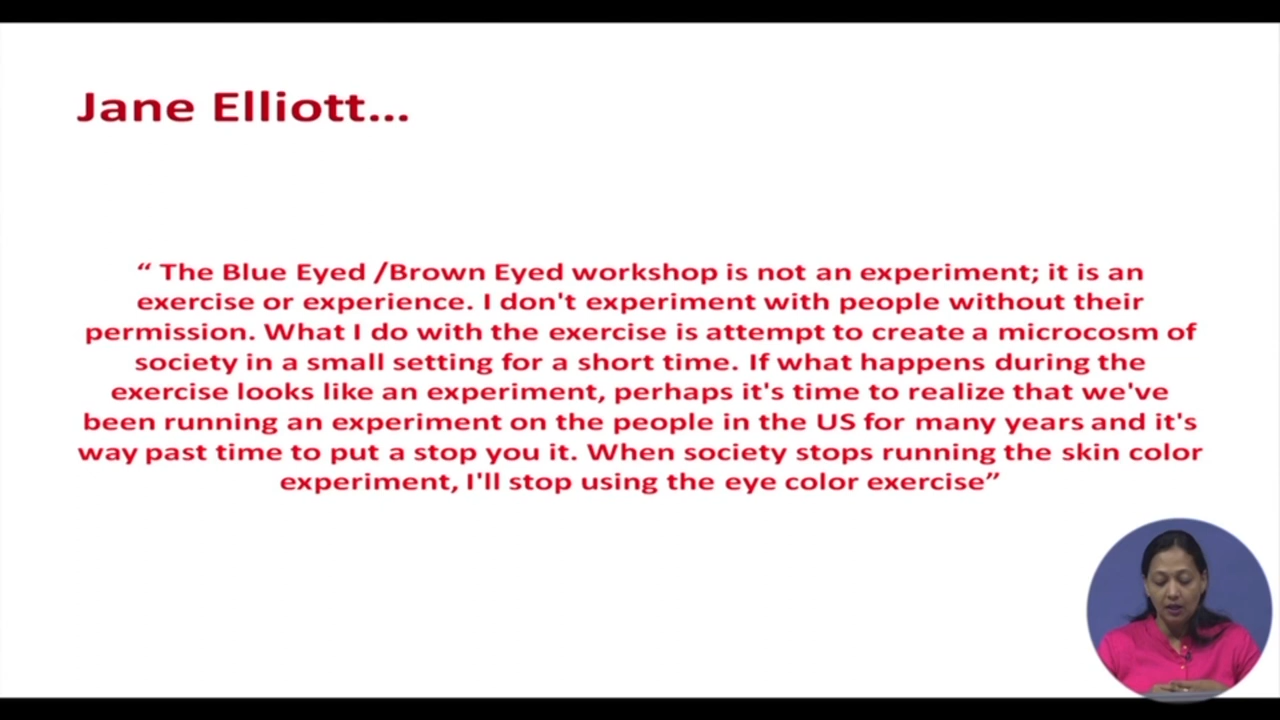 Jane Elliott...
“ The Blue Eyed /Brown Eyed workshop is not an experiment; it is an
exercise or experience. I don't experiment with people without their
permission. What I do with the exercise is attempt to create a microcosm of
society in a small setting for a short time. If what happens during the
exercise looks like an experiment, perhaps it's time to realize that we've
been running an experiment on the people in the US for many years and it's
way past time to put a stop you it. When society stops running the skin color
experiment, I'll stop using the eye color exercise”